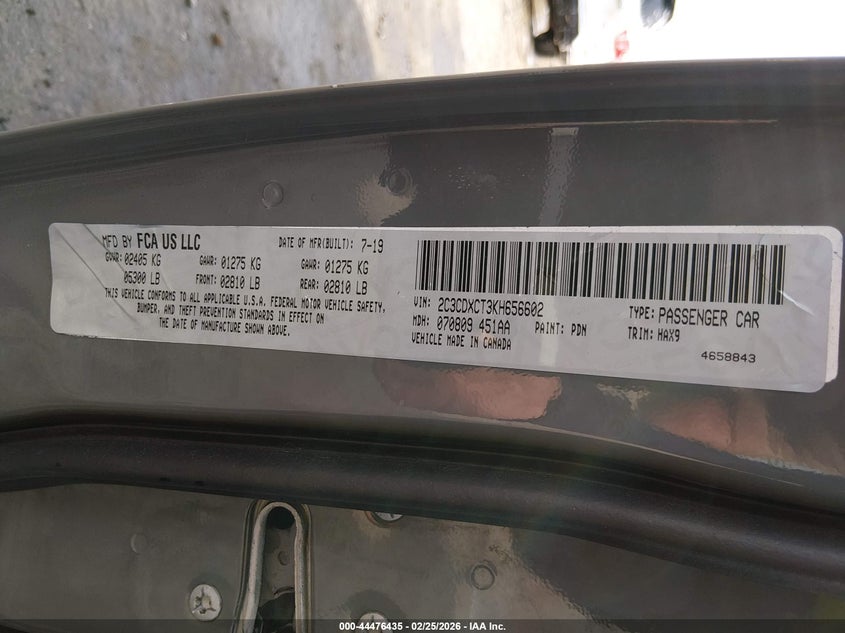 MFD BY FCA US LLC
DATE OF MFR(BUILT): 7-19
GVWR: 02405 KG GAWR: 01275 KG GAWR: 01275 KG
05300 LB FRONT: 02810 LB REAR: 02810 LB
THIS VEHICLE CONFORMS TO ALL APPLICABLE U.S.A. FEDERAL MOTOR VEHICLE SAFETY,
BUMPER, AND THEFT PREVENTION STANDARDS IN EFFECT ON
THE DATE OF MANUFACTURE SHOWN ABOVE.
VIN: 2C3CDXCT3KH656602 TYPE: PASSENGER CAR
MDH: 070809 451AA PAINT: PDN TRIM: HAX9
VEHICLE MADE IN CANADA
4658843
000-44476435 - 02/25/2026 - IAA Inc.